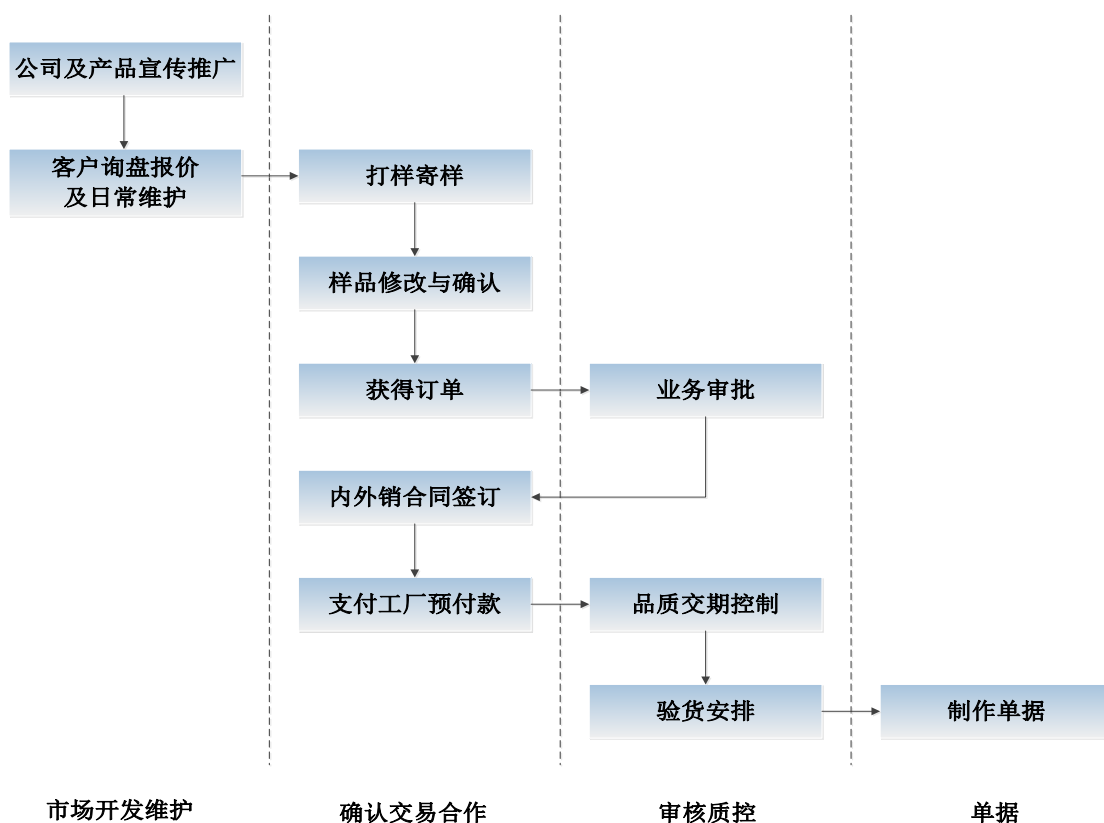 公司及产品宣传推广
客户询盘报价
及日常维护
打样寄样
样品修改与确认
获得订单
业务审批
内外销合同签订
支付工厂预付款
品质交期控制
验货安排
制作单据
市场开发维护
确认交易合作
审核质控
单据